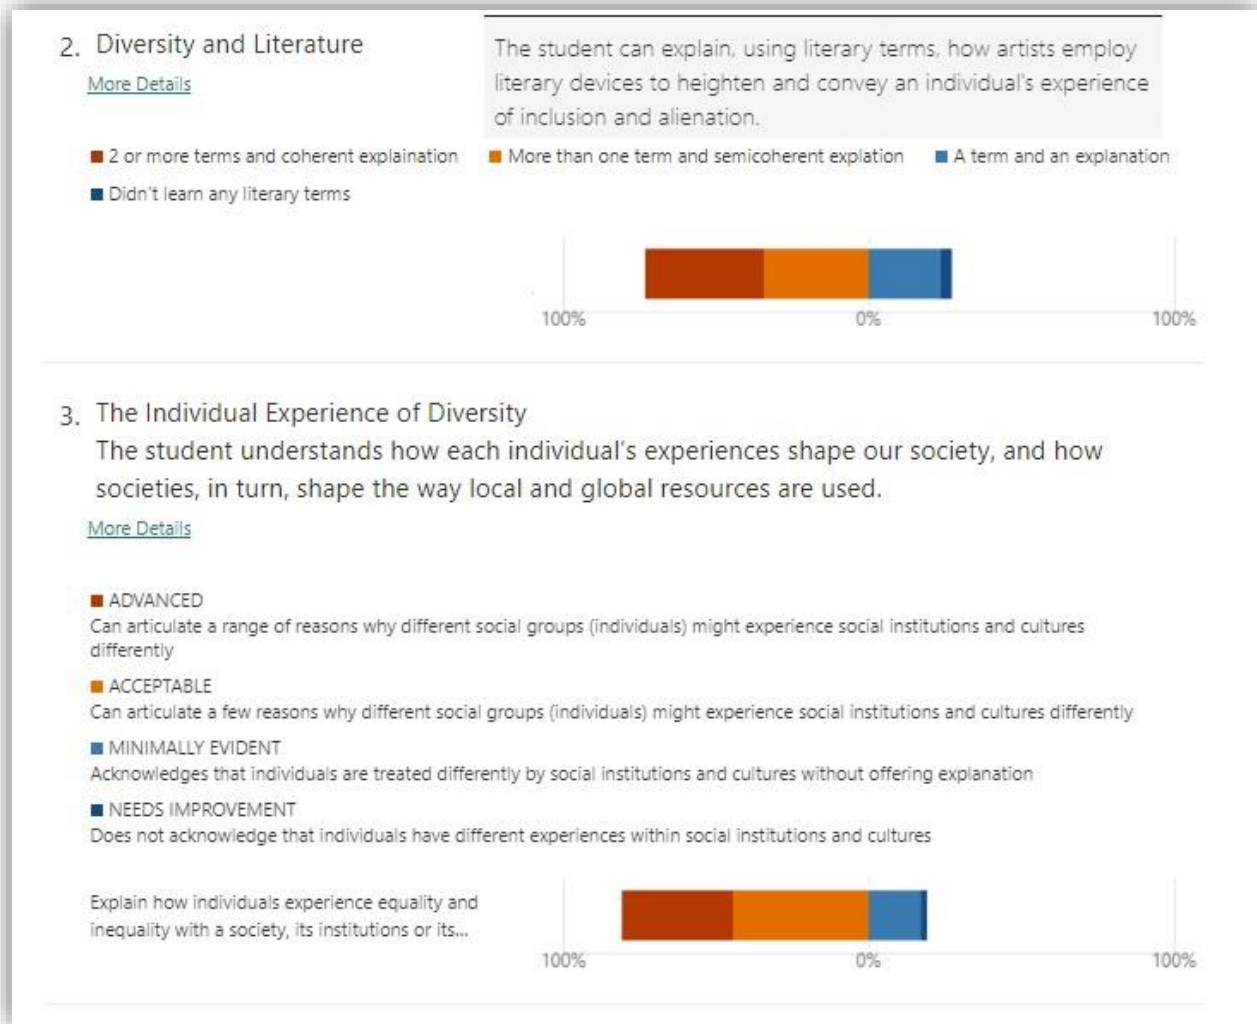 2. Diversity and Literature
More Details
The student can explain, using literary terms, how artists employ
literary devices to heighten and convey an individual's experience
of inclusion and alienation.
2 or more terms and coherent explaination
More than one term and semicoherent explation
A term and an explanation
Didn't learn any literary terms
100%
0%
100%
3. The Individual Experience of Diversity
The student understands how each individual's experiences shape our society, and how
societies, in turn, shape the way local and global resources are used.
More Details
ADVANCED
Can articulate a range of reasons why different social groups (individuals) might experience social institutions and cultures
differently
ACCEPTABLE
Can articulate a few reasons why different social groups (individuals) might experience social institutions and cultures differently
MINIMALLY EVIDENT
Acknowledges that individuals are treated differently by social institutions and cultures without offering explanation
NEEDS IMPROVEMENT
Does not acknowledge that individuals have different experiences within social institutions and cultures
Explain how individuals experience equality and
inequality with a society, its institutions or its...
100%
0%
100%